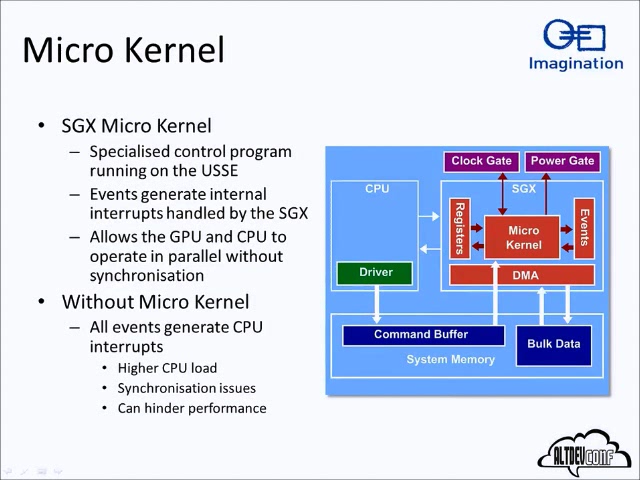 Micro Kernel
Imagination
• SGX Micro Kernel
– Specialised control program
running on the USSE
– Events generate internal
interrupts handled by the SGX
– Allows the GPU and CPU to
operate in parallel without
synchronisation
• Without Micro Kernel
– All events generate CPU
interrupts
• Higher CPU load
• Synchronisation issues
• Can hinder performance
Clock Gate
Power Gate
CPU
SGX
Registers
Micro
Kernel
Events
Driver
DMA
Command Buffer
System Memory
Bulk Data
ALTDEVCONF